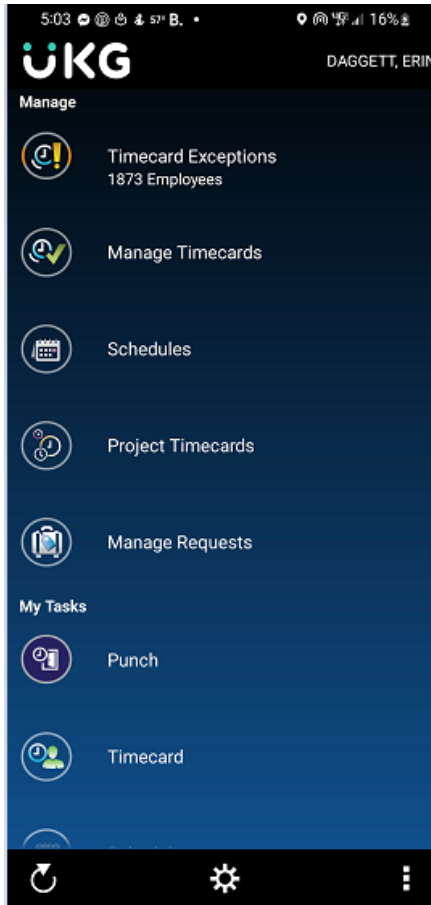 5:03 57° B. • 16%
UKG
DAGGETT, ERIN
Manage
Timecard Exceptions
1873 Employees
Manage Timecards
Schedules
Project Timecards
Manage Requests
My Tasks
Punch
Timecard